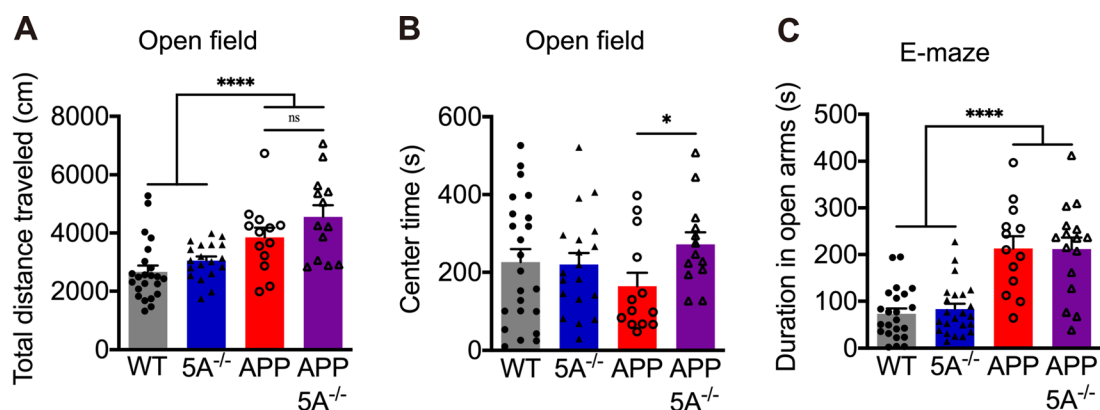 A
Open field
Total distance traveled (cm)
8000
6000
4000
2000
0
****
ns
WT
5A-/-
APP
APP
5A-/-
B
Open field
Center time (s)
600
400
200
0
*
WT
5A-/-
APP
APP
5A-/-
C
E-maze
Duration in open arms (s)
500
400
300
200
100
0
****
WT
5A-/-
APP
APP
5A-/-